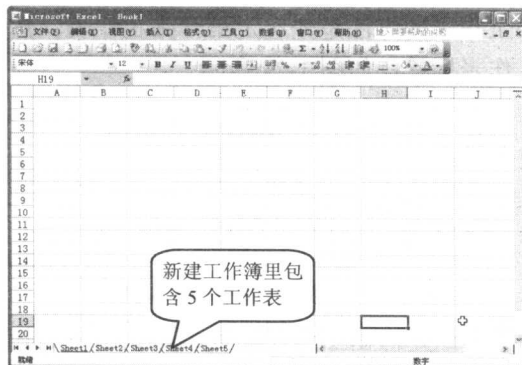 Microsoft Excel - Book1
文件(F) 编辑(E) 视图(V) 插入(I) 格式(O) 工具(T) 数据(D) 窗口(W) 帮助(H)
100%
宋体 12 B I U
H19 fx
A B C D E F G H I J
1
2
3
4
5
6
7
8
9
10
11
12
13
14
15
16
17
18
19
20
新建工作簿里包
含 5 个工作表
Sheet1 Sheet2 Sheet3 Sheet4 Sheet5
就绪 数字